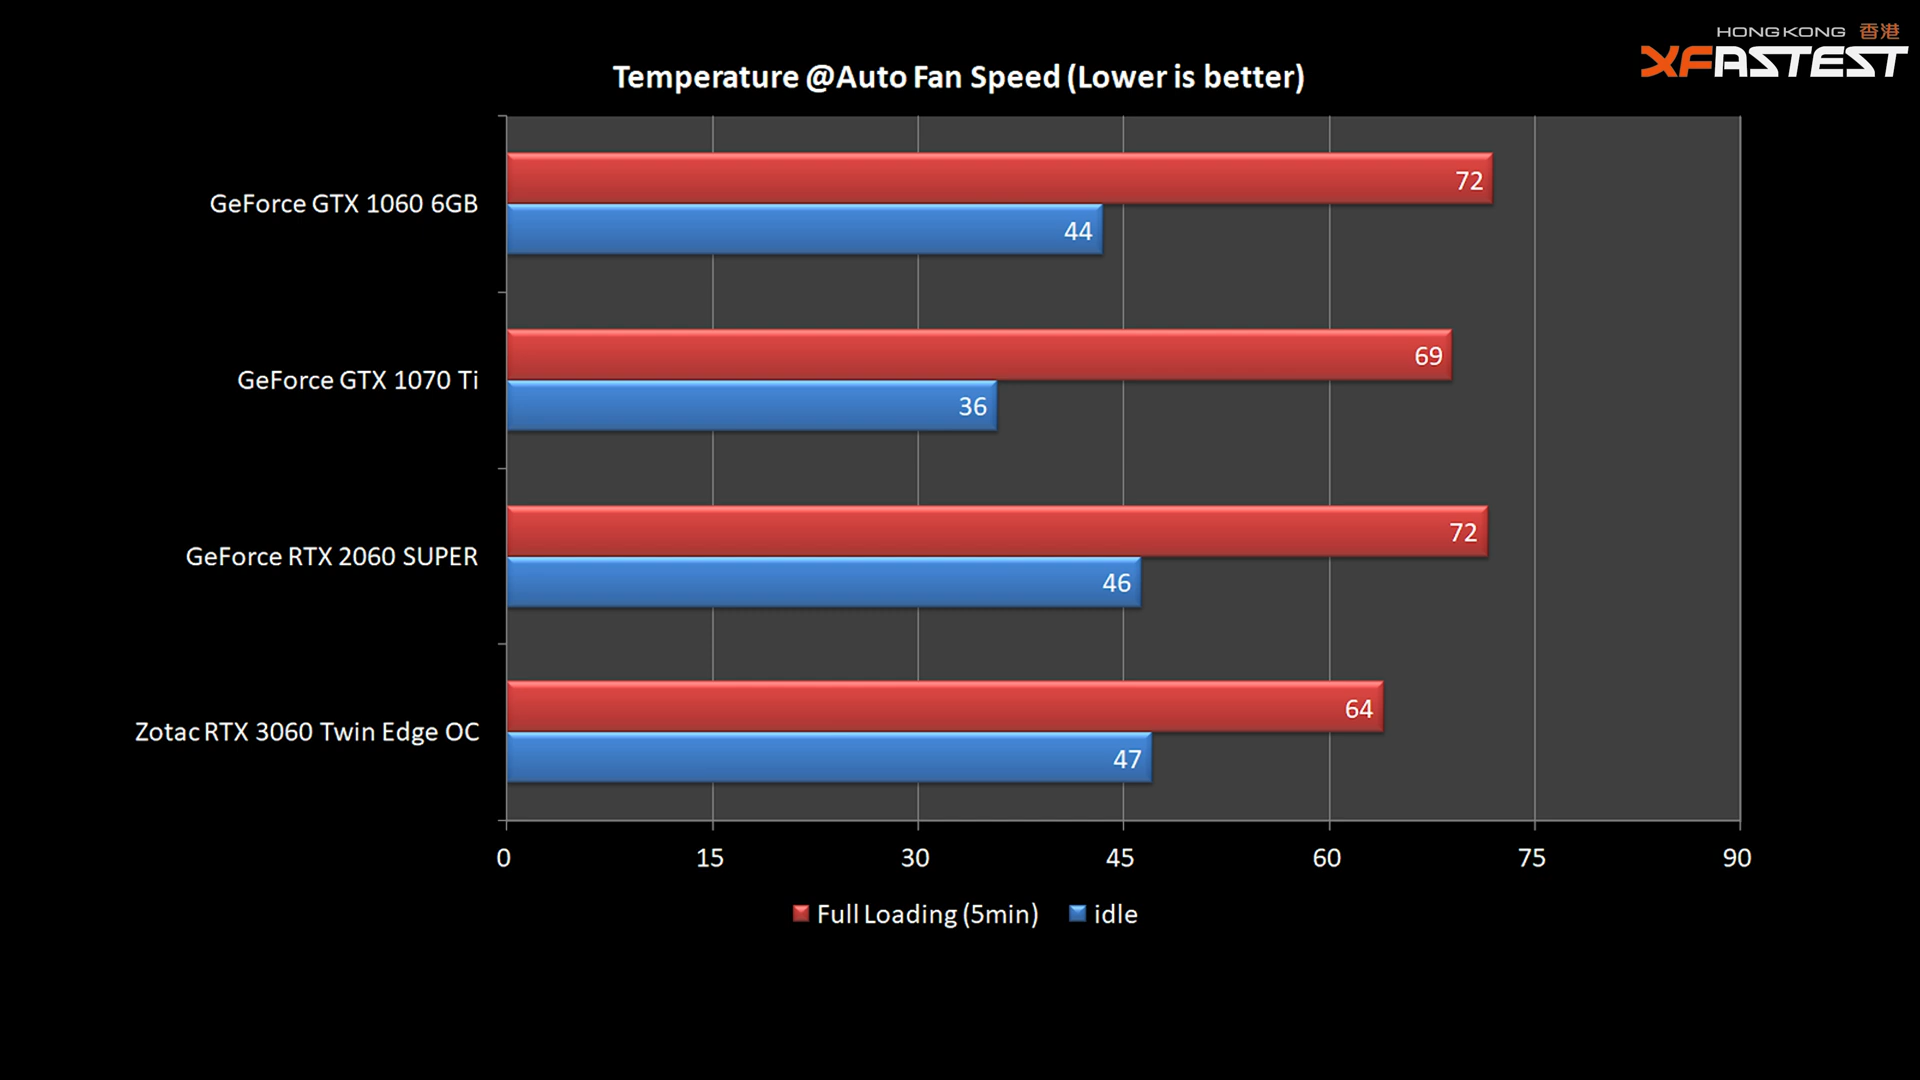 HONG KONG 香港
XFASTEST
Temperature @Auto Fan Speed (Lower is better)
GeForce GTX 1060 6GB
72
44
GeForce GTX 1070 Ti
69
36
GeForce RTX 2060 SUPER
72
46
Zotac RTX 3060 Twin Edge OC
64
47
0 15 30 45 60 75 90
Full Loading (5min) idle